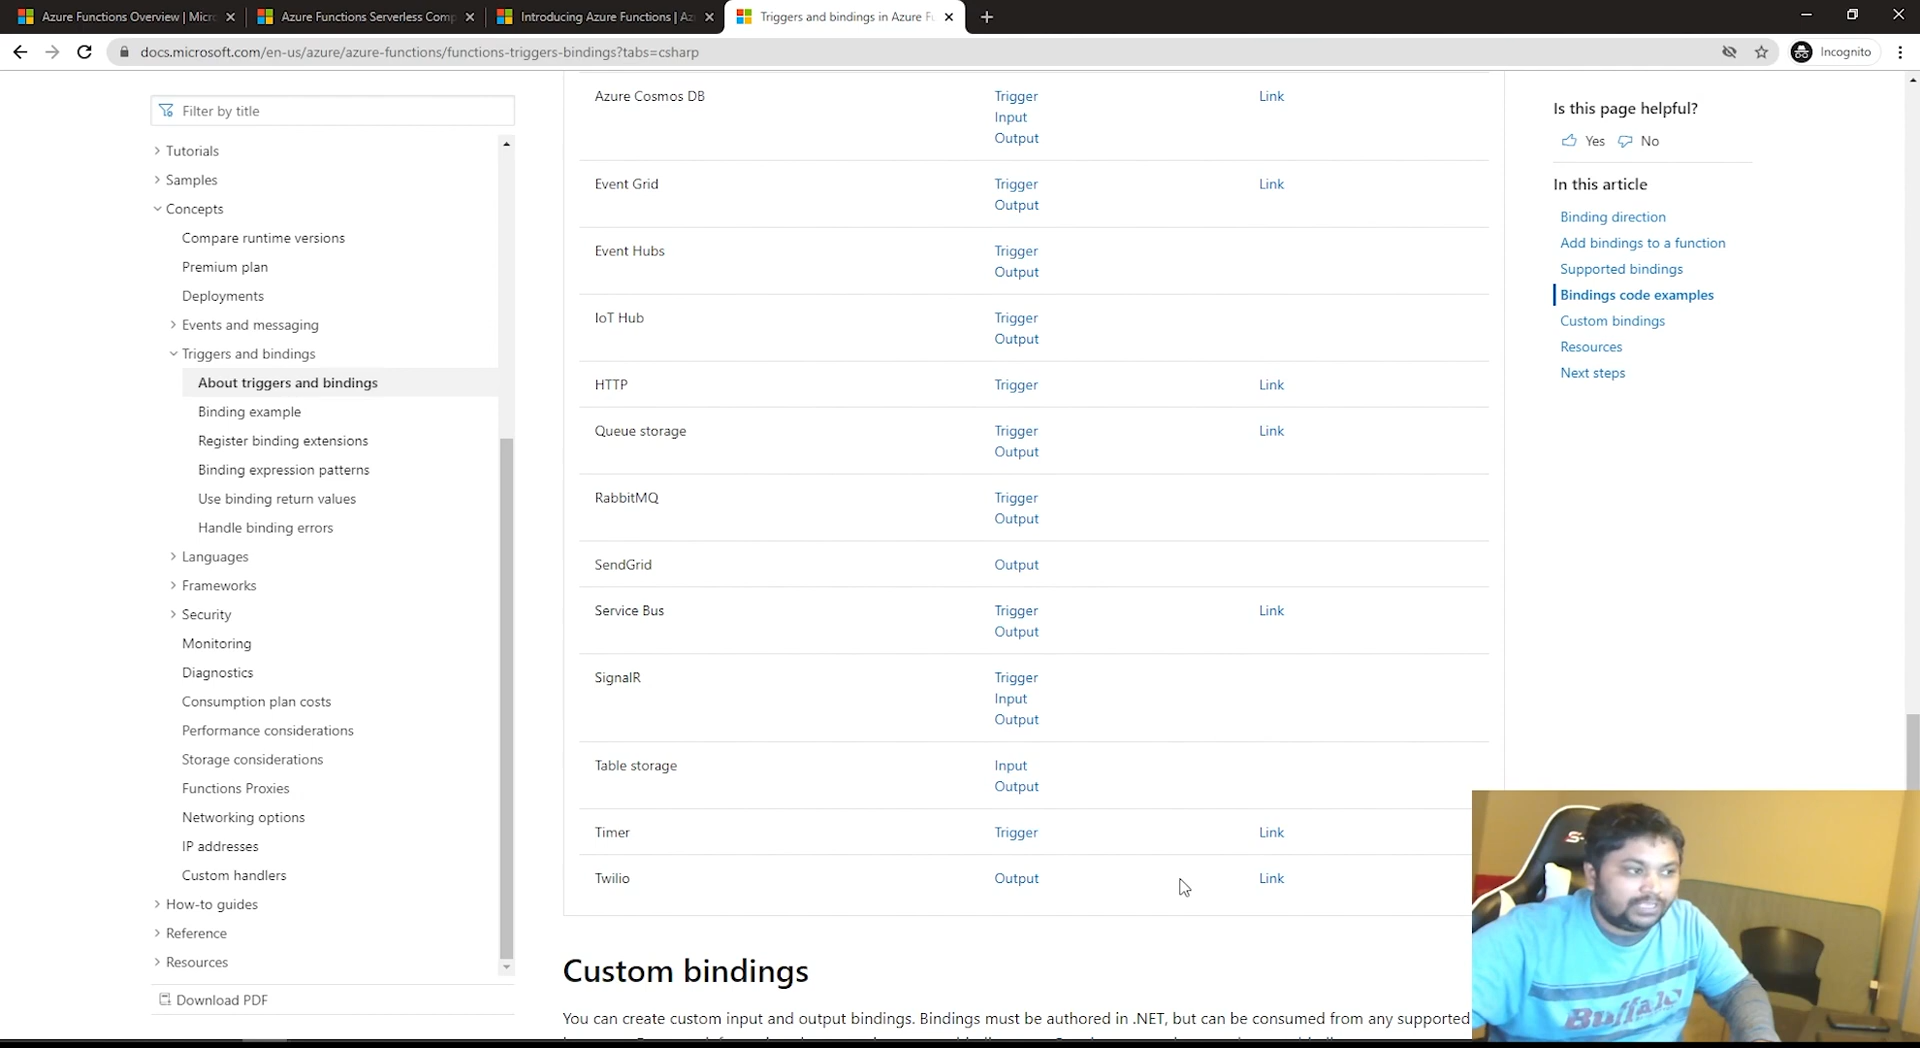 Azure Functions Overview | Micr
Azure Functions Serverless Comp
Introducing Azure Functions | Az
Triggers and bindings in Azure F
docs.microsoft.com/en-us/azure/azure-functions/functions-triggers-bindings?tabs=csharp
Incognito
Filter by title
Tutorials
Samples
Concepts
Compare runtime versions
Premium plan
Deployments
Events and messaging
Triggers and bindings
About triggers and bindings
Binding example
Register binding extensions
Binding expression patterns
Use binding return values
Handle binding errors
Languages
Frameworks
Security
Monitoring
Diagnostics
Consumption plan costs
Performance considerations
Storage considerations
Functions Proxies
Networking options
IP addresses
Custom handlers
How-to guides
Reference
Resources
Download PDF
Azure Cosmos DB Trigger Link
Input
Output
Event Grid Trigger Link
Output
Event Hubs Trigger
Output
IoT Hub Trigger
Output
HTTP Trigger Link
Queue storage Trigger Link
Output
RabbitMQ Trigger
Output
SendGrid Output
Service Bus Trigger Link
Output
SignalR Trigger
Input
Output
Table storage Input
Output
Timer Trigger Link
Twilio Output Link
Custom bindings
You can create custom input and output bindings. Bindings must be authored in .NET, but can be consumed from any supported
Is this page helpful?
Yes No
In this article
Binding direction
Add bindings to a function
Supported bindings
Bindings code examples
Custom bindings
Resources
Next steps
Buffalo